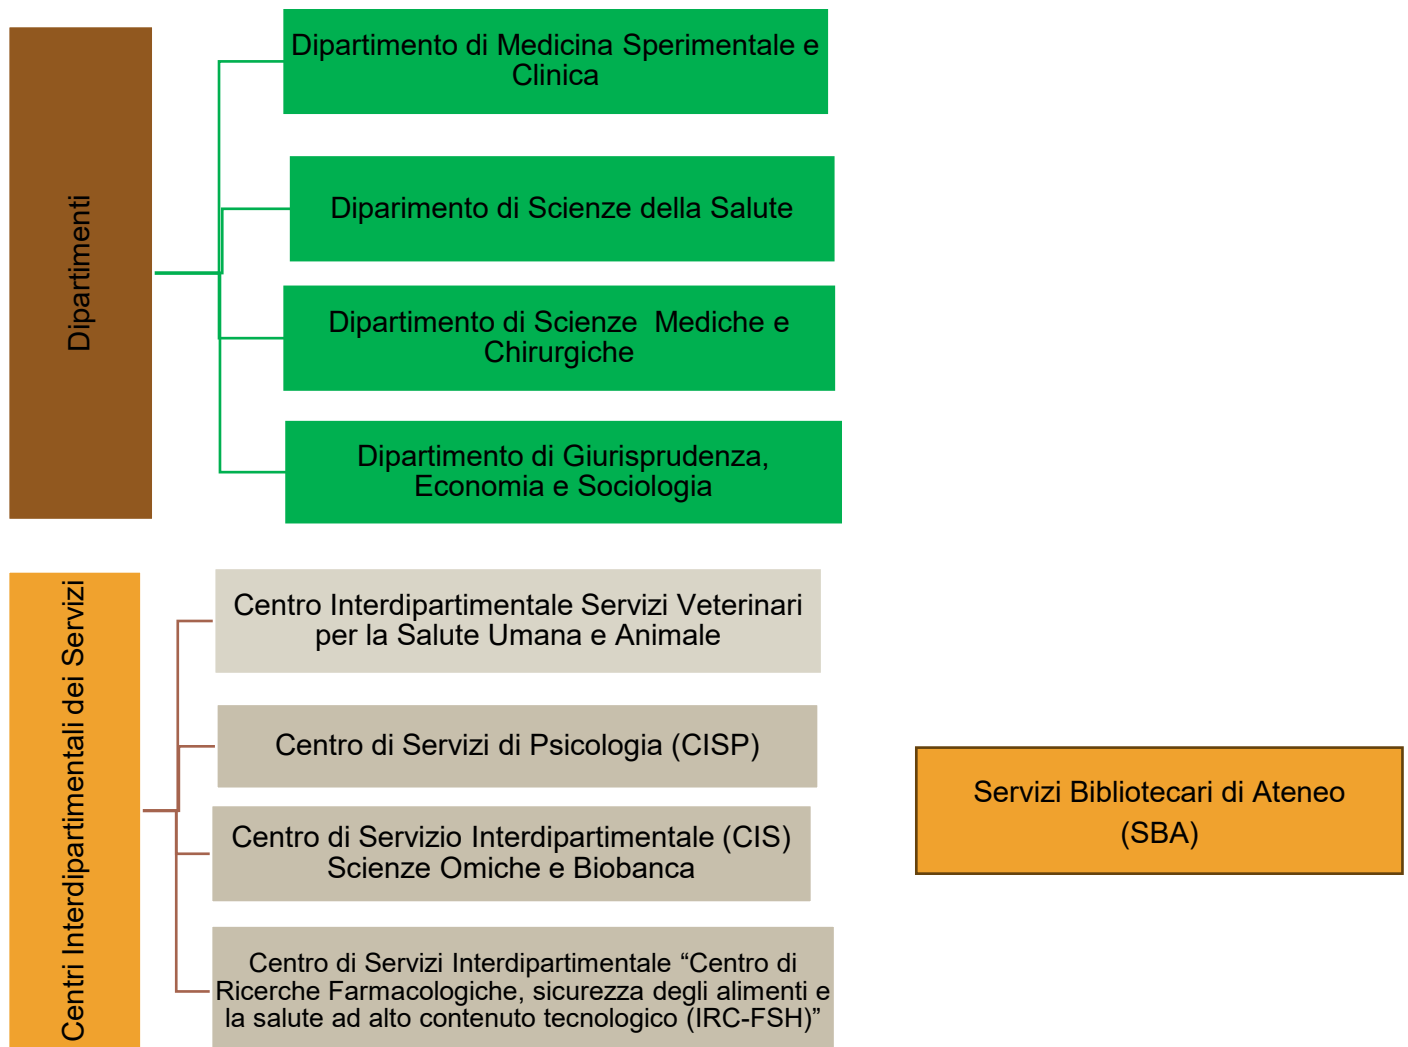 Dipartimenti
Dipartimento di Medicina Sperimentale e
Clinica
Diparimento di Scienze della Salute
Dipartimento di Scienze  Mediche e
Chirurgiche
Dipartimento di Giurisprudenza,
Economia e Sociologia
Centri Interdipartimentali dei Servizi
Centro Interdipartimentale Servizi Veterinari
per la Salute Umana e Animale
Centro di Servizi di Psicologia (CISP)
Centro di Servizio Interdipartimentale (CIS)
Scienze Omiche e Biobanca
Centro di Servizi Interdipartimentale “Centro di
Ricerche Farmacologiche, sicurezza degli alimenti e
la salute ad alto contenuto tecnologico (IRC-FSH)”
Servizi Bibliotecari di Ateneo
(SBA)